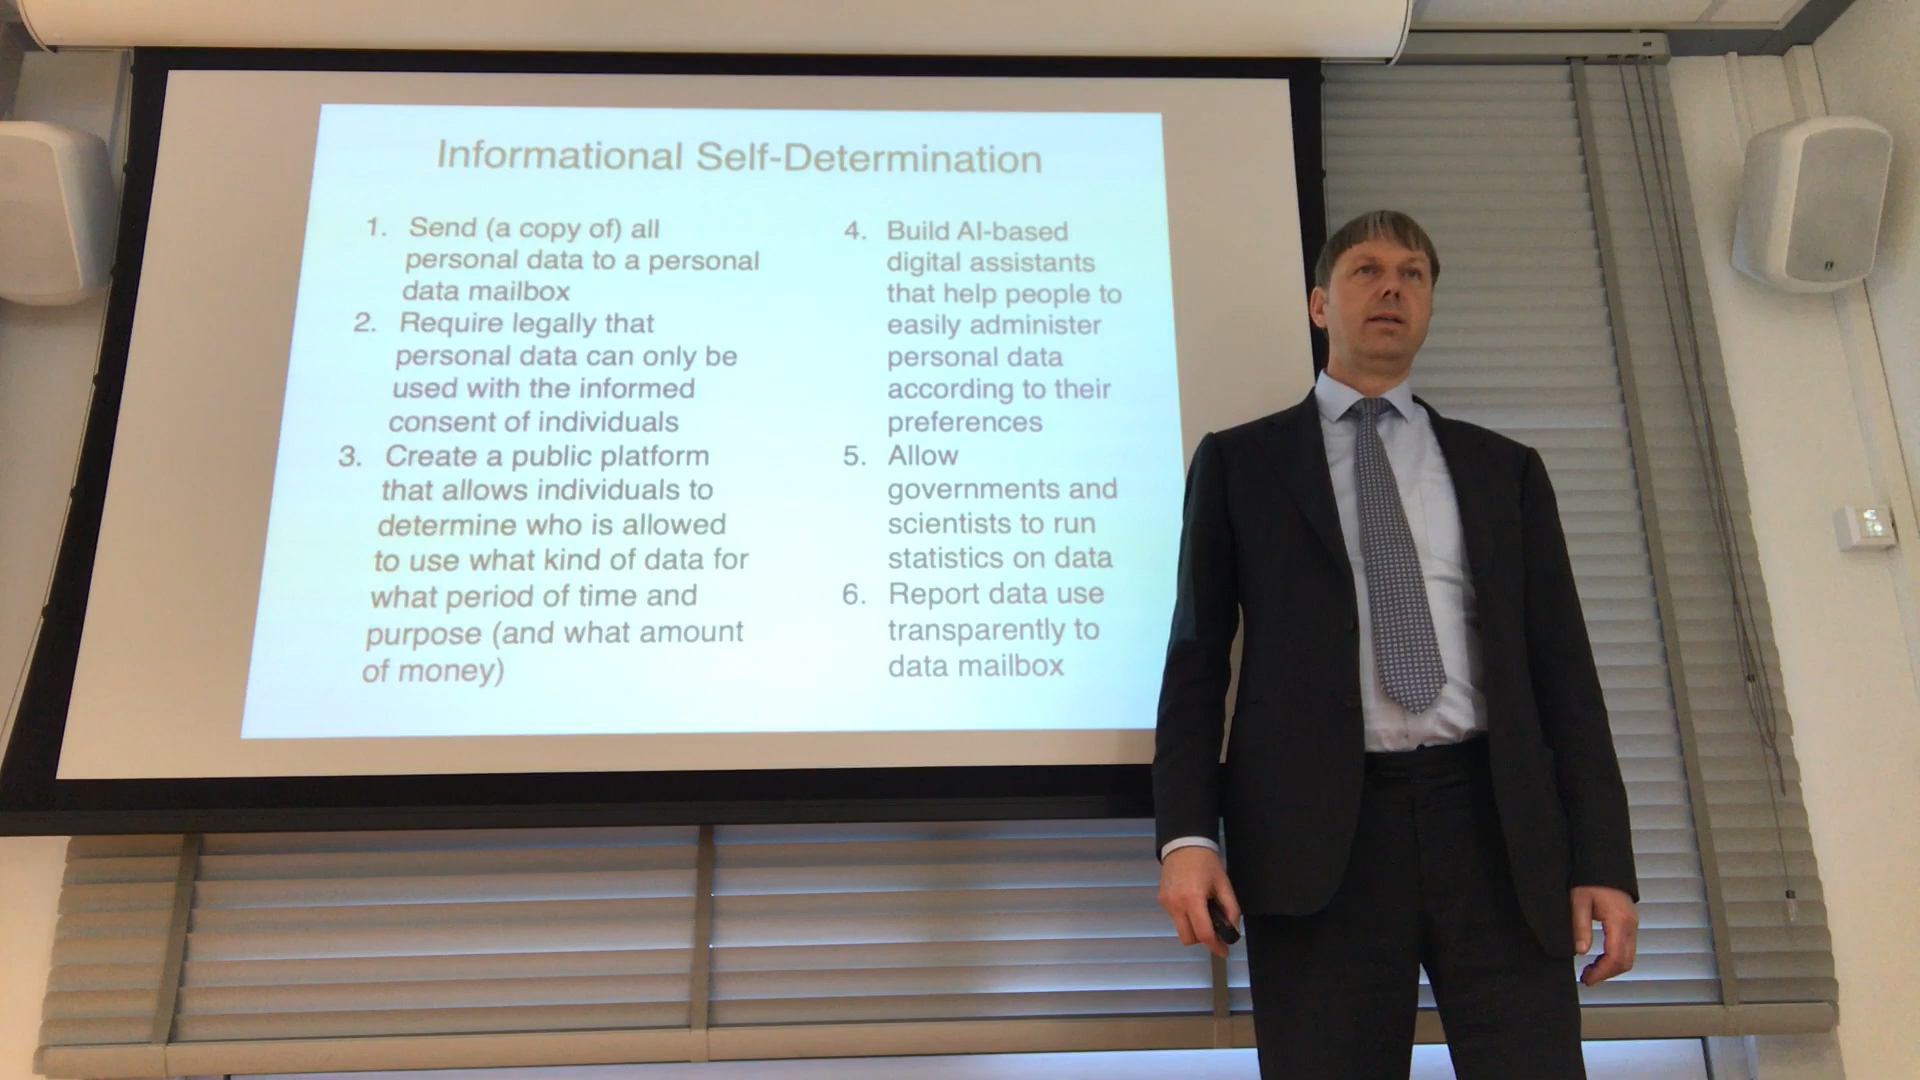 Informational Self-Determination
1. Send (a copy of) all
personal data to a personal
data mailbox
2. Require legally that
personal data can only be
used with the informed
consent of individuals
3. Create a public platform
that allows individuals to
determine who is allowed
to use what kind of data for
what period of time and
purpose (and what amount
of money)
4. Build AI-based
digital assistants
that help people to
easily administer
personal data
according to their
preferences
5. Allow
governments and
scientists to run
statistics on data
6. Report data use
transparently to
data mailbox